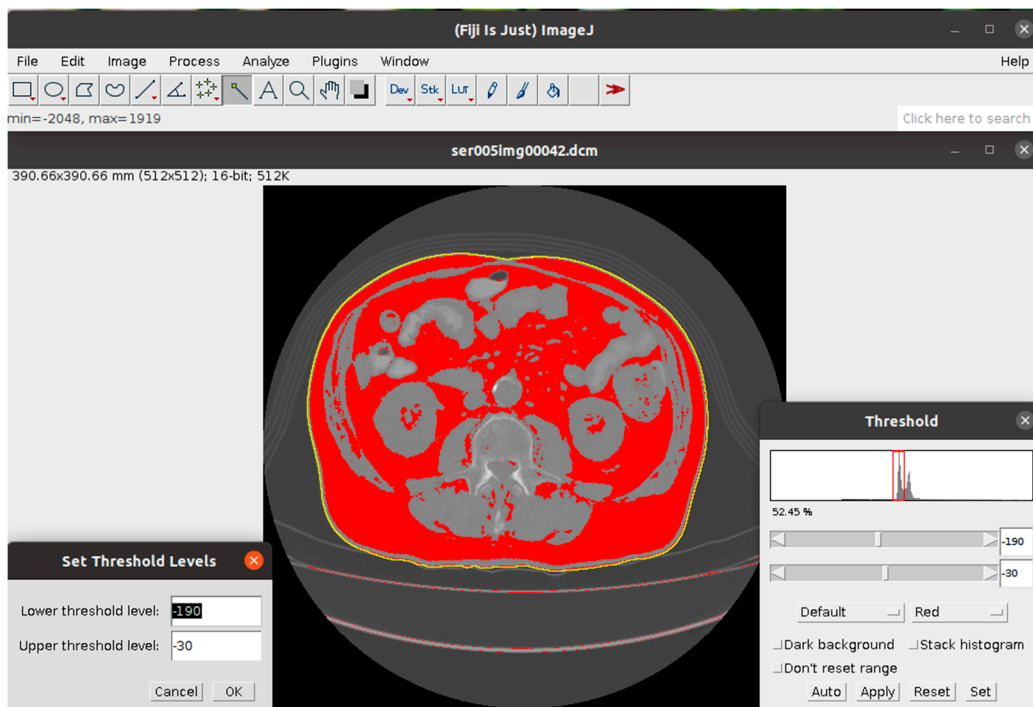 (Fiji Is Just) ImageJ
File Edit Image Process Analyze Plugins Window Help
Dev Stk LUT
min=-2048, max=1919 Click here to search
ser005img00042.dcm
390.66x390.66 mm (512x512); 16-bit; 512K
Threshold
52.45 %
-190
-30
Default Red
Dark background Stack histogram
Don't reset range
Auto Apply Reset Set
Set Threshold Levels
Lower threshold level: -190
Upper threshold level: -30
Cancel OK